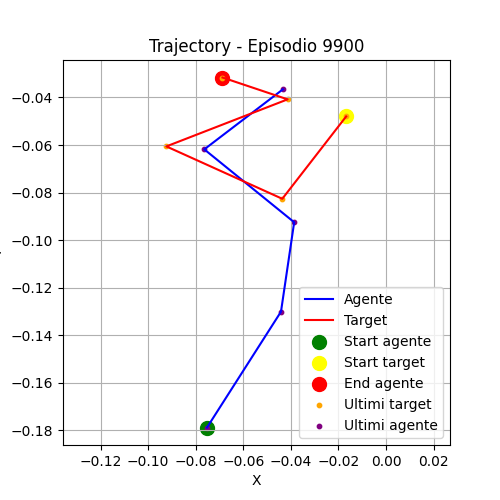 Trajectory - Episodio 9900
−0.04
−0.06
−0.08
−0.10
−0.12
−0.14
−0.16
−0.18
Agente
Target
Start agente
Start target
End agente
Ultimi target
Ultimi agente
−0.12 −0.10 −0.08 −0.06 −0.04 −0.02 0.00 0.02
X